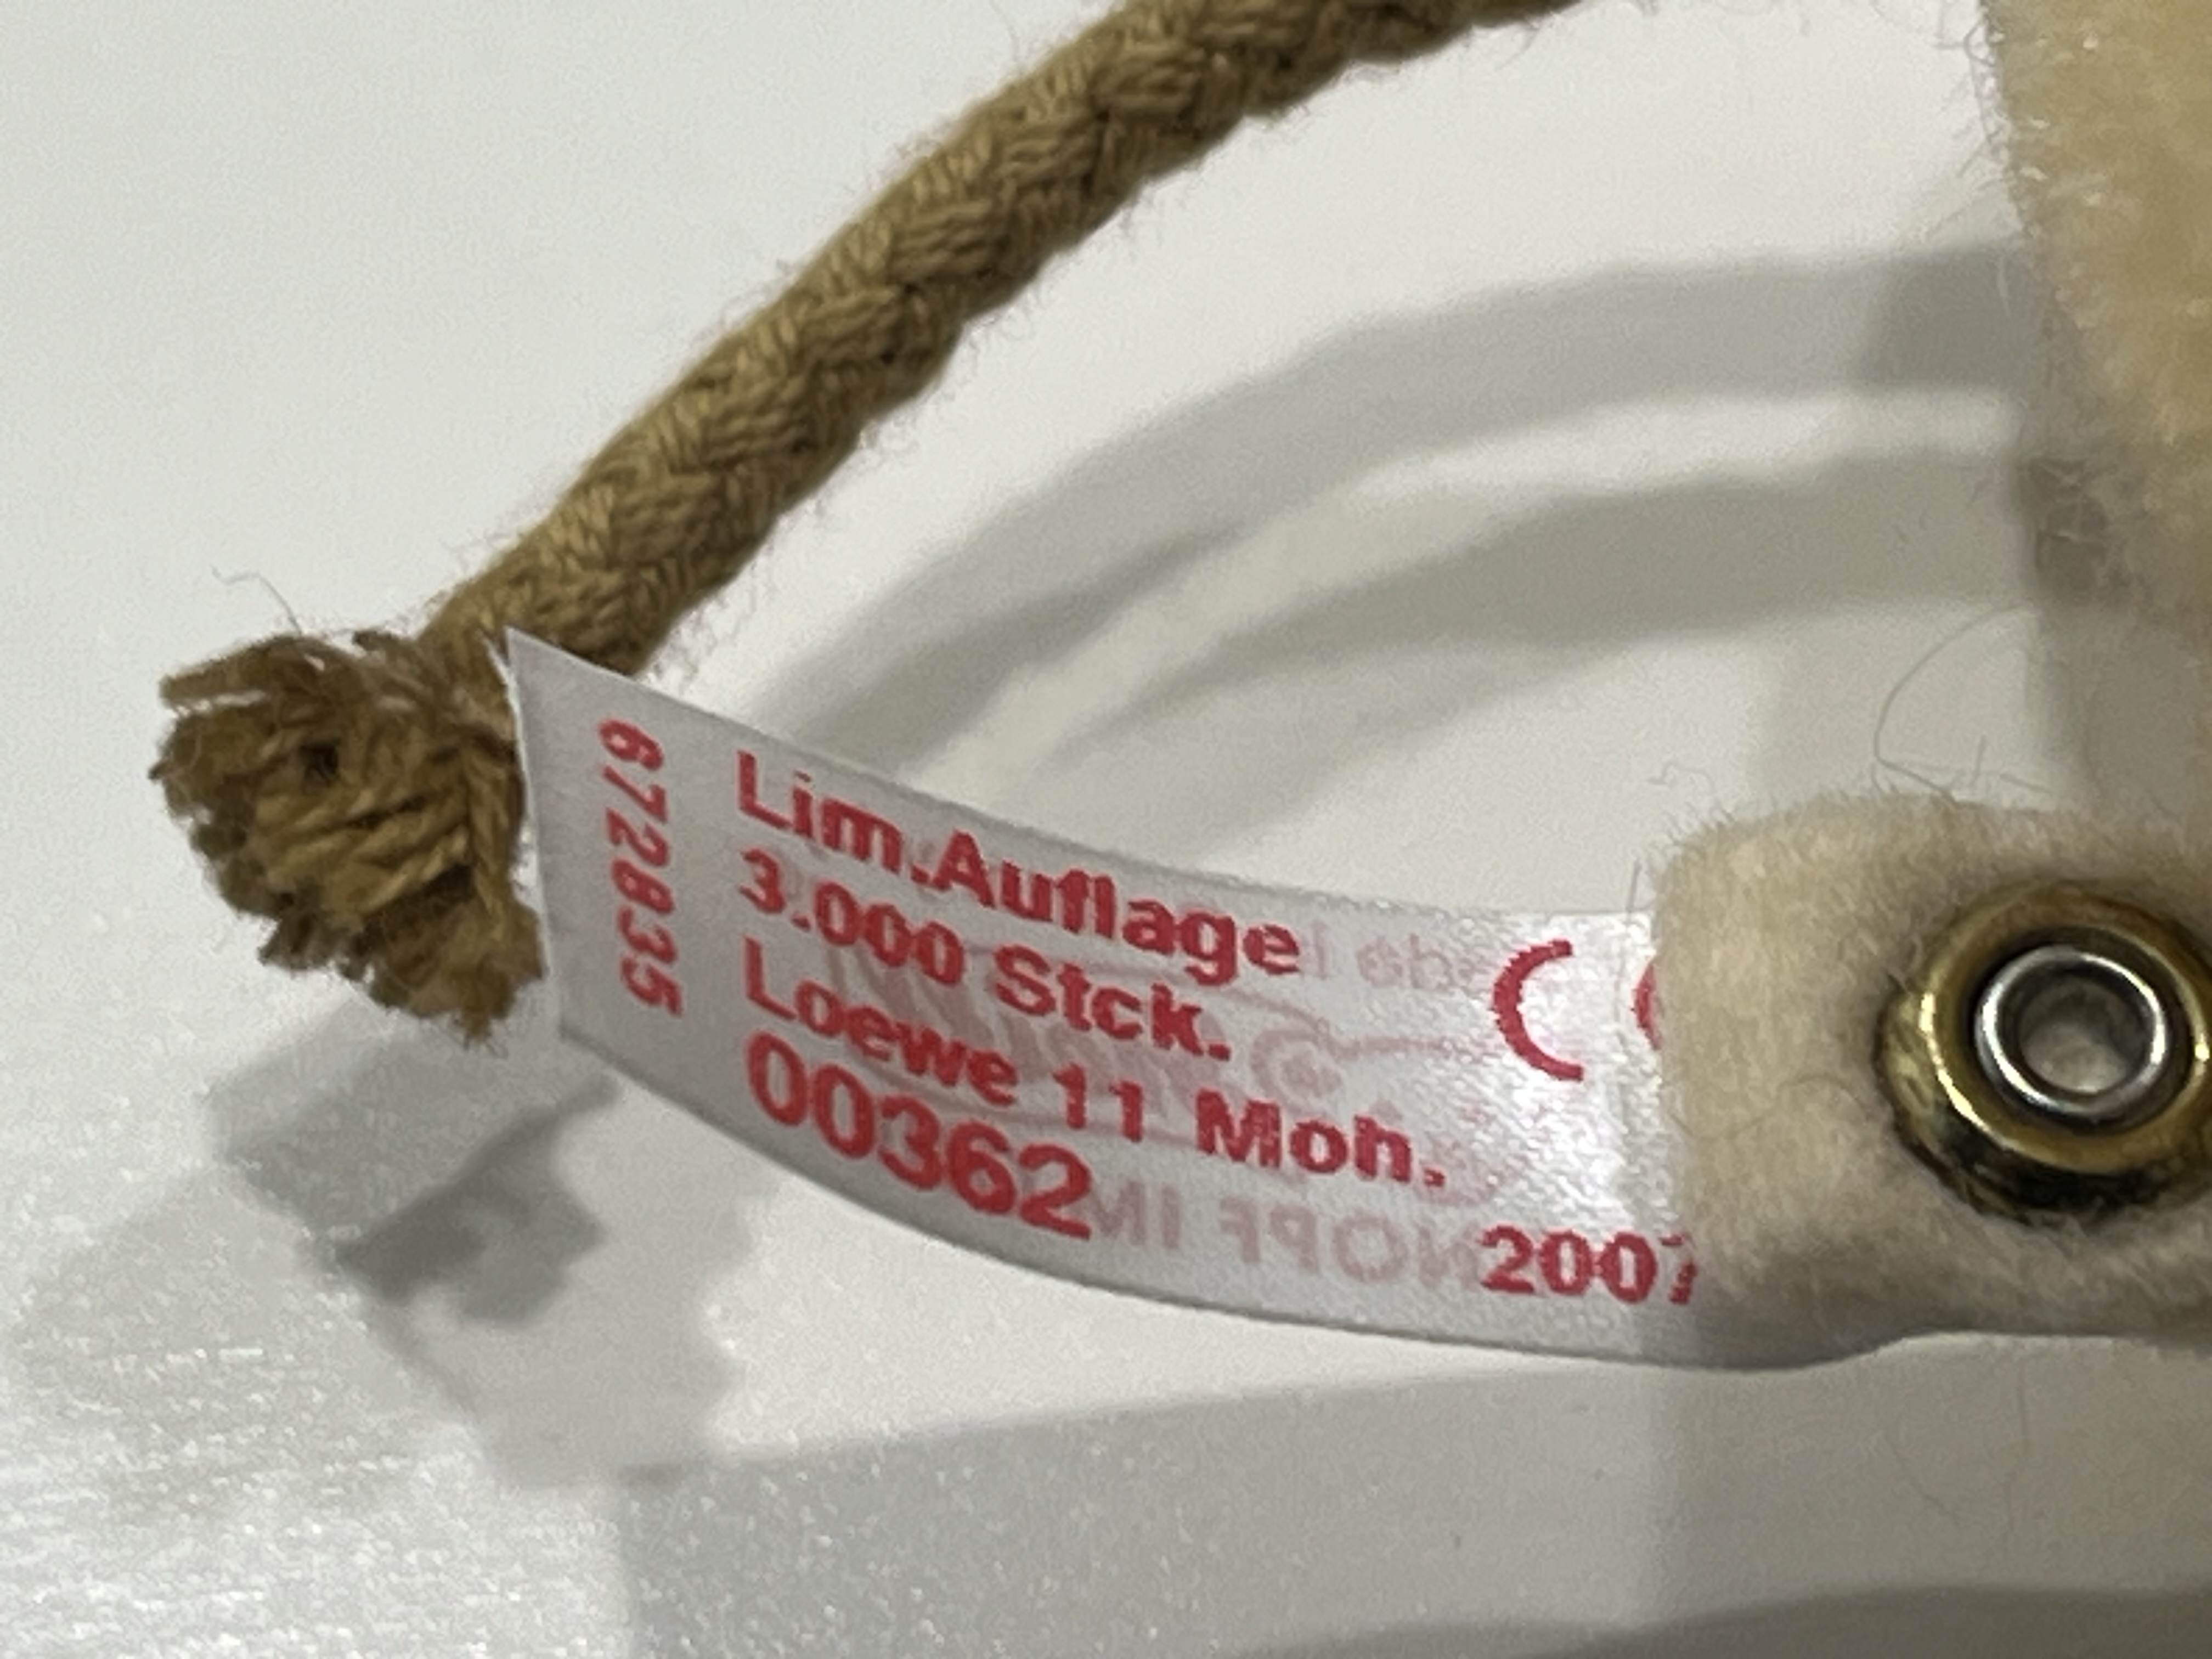 672835
Lim.Auflage
3.000 Stck.
Loewe 11 Moh.
00362
2007